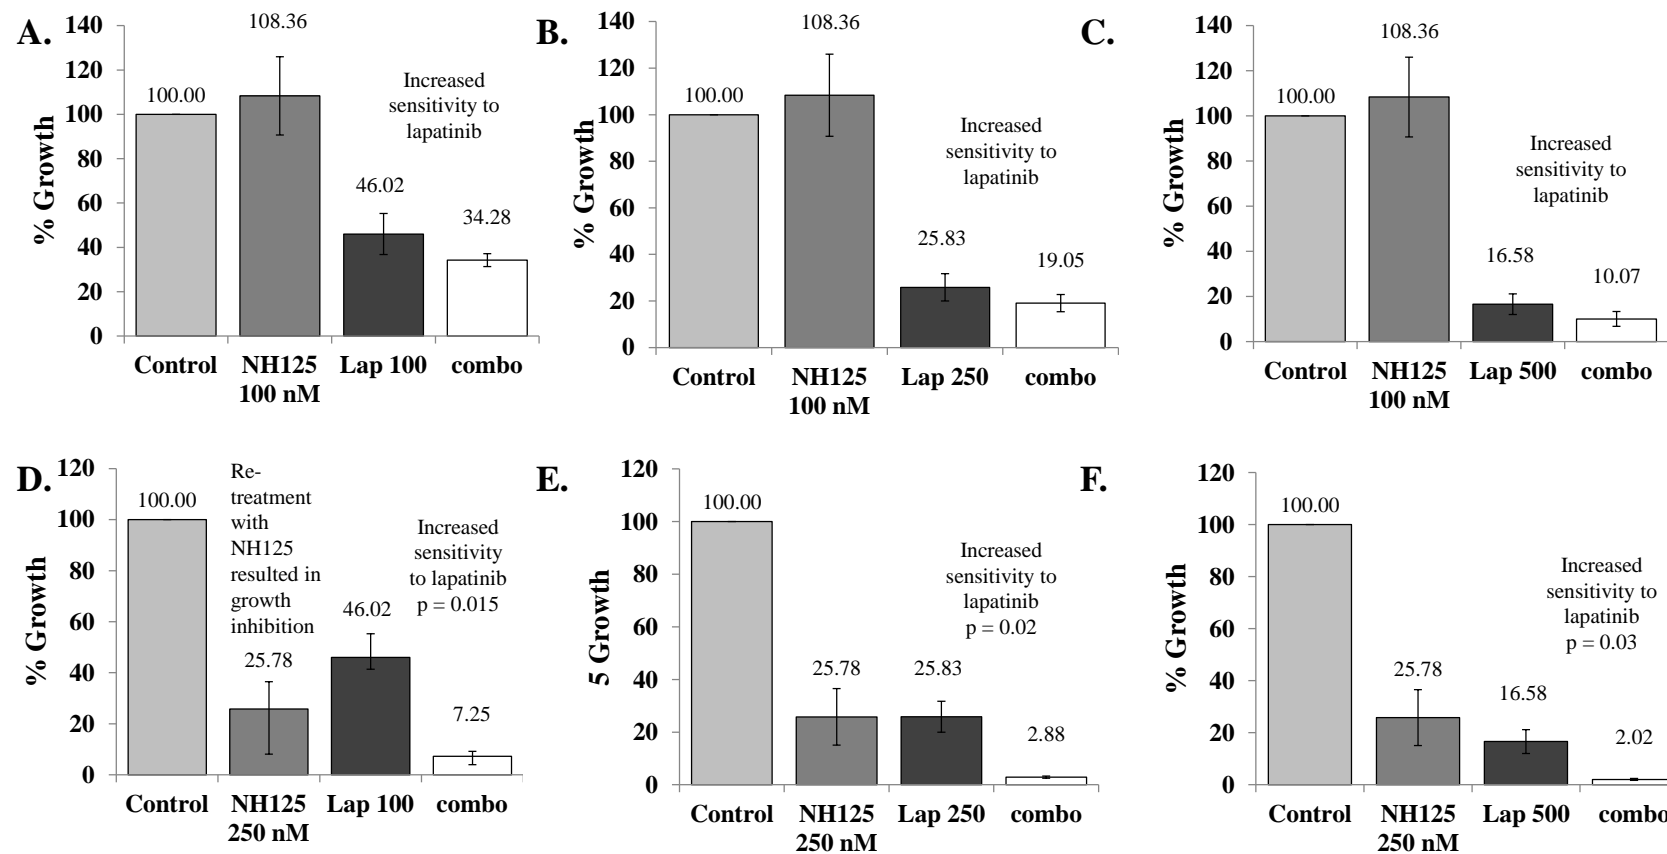 A.
% Growth
140
120
100
80
60
40
20
0
100.00
108.36
46.02
34.28
Increased
sensitivity to
lapatinib
Control
NH125
100 nM
Lap 100
combo
B.
% Growth
140
120
100
80
60
40
20
0
100.00
108.36
25.83
19.05
Increased
sensitivity to
lapatinib
Control
NH125
100 nM
Lap 250
combo
C.
% Growth
140
120
100
80
60
40
20
0
100.00
108.36
16.58
10.07
Increased
sensitivity to
lapatinib
Control
NH125
100 nM
Lap 500
combo
D.
% Growth
120
100
80
60
40
20
0
100.00
Re-
treatment
with
NH125
resulted in
growth
inhibition
25.78
46.02
7.25
Increased
sensitivity
to lapatinib
p = 0.015
Control
NH125
250 nM
Lap 100
combo
E.
5 Growth
120
100
80
60
40
20
0
100.00
25.78
25.83
2.88
Increased
sensitivity to
lapatinib
p = 0.02
Control
NH125
250 nM
Lap 250
combo
F.
% Growth
120
100
80
60
40
20
0
100.00
25.78
16.58
2.02
Increased
sensitivity to
lapatinib
p = 0.03
Control
NH125
250 nM
Lap 500
combo